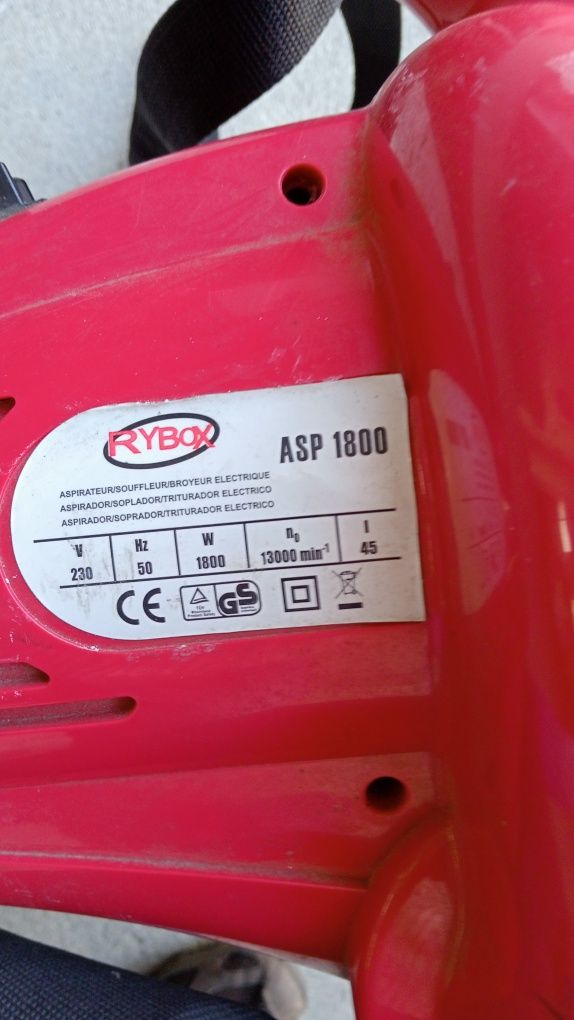 RYBOX
ASP 1800
ASPIRATEUR/SOUFFLEUR/BROYEUR ELECTRIQUE
ASPIRADOR/SOPLADOR/TRITURADOR ELECTRICO
ASPIRADOR/SOPRADOR/TRITURADOR ELECTRICO
V Hz W n₀ l
230 50 1800 13000 min⁻¹ 45
CE TÜV GS